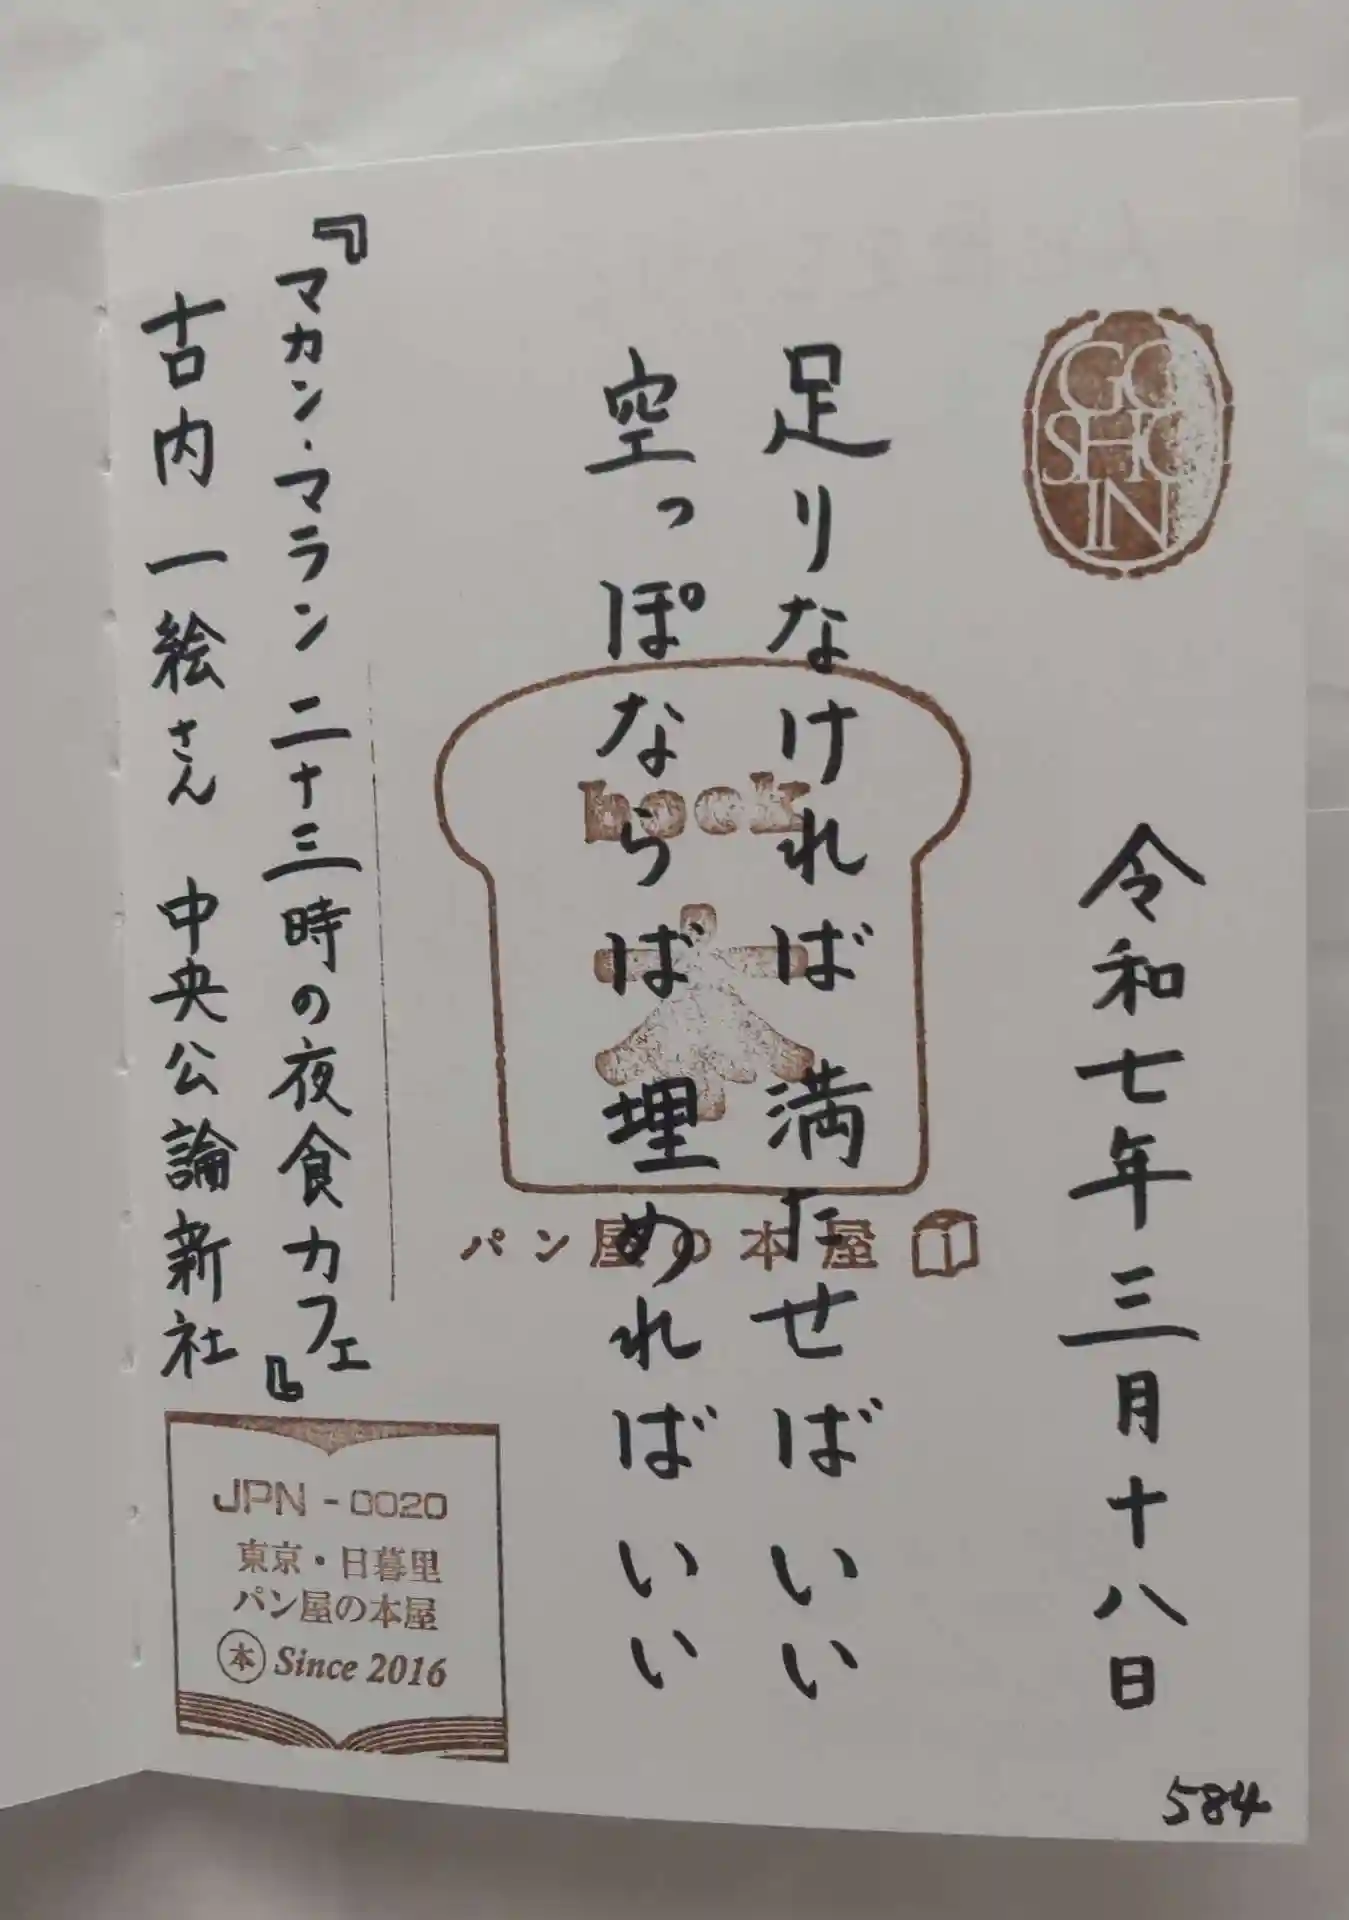 GO
SHO
IN
令和七年三月十八日
足りなければ満たせばいい
空っぽならば埋めればいい
book
パン屋の本屋
『マカン・マラン 二十三時の夜食カフェ』
古内一絵さん 中央公論新社
JPN-0020
東京・日暮里
パン屋の本屋
本 Since 2016
584